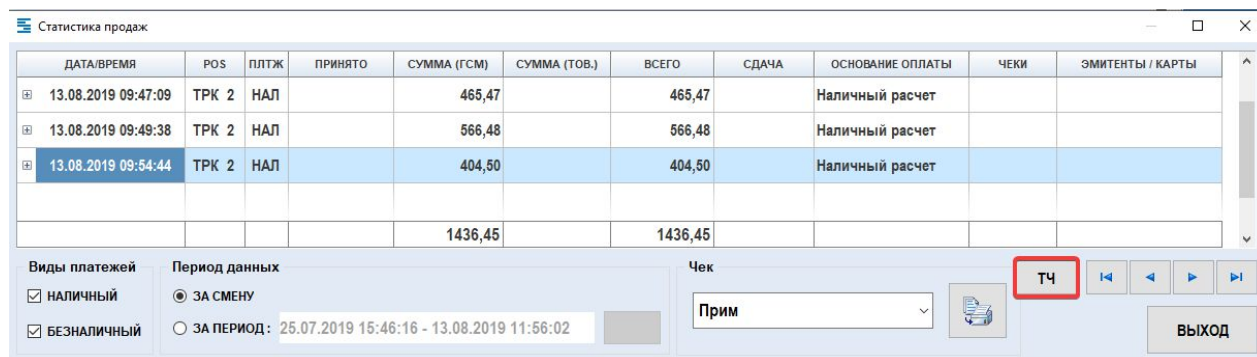 Статистика продаж
ДАТА/ВРЕМЯ POS ПЛТЖ ПРИНЯТО СУММА (ГСМ) СУММА (ТОВ.) ВСЕГО СДАЧА ОСНОВАНИЕ ОПЛАТЫ ЧЕКИ ЭМИТЕНТЫ / КАРТЫ
13.08.2019 09:47:09 ТРК 2 НАЛ 465,47 465,47 Наличный расчет
13.08.2019 09:49:38 ТРК 2 НАЛ 566,48 566,48 Наличный расчет
13.08.2019 09:54:44 ТРК 2 НАЛ 404,50 404,50 Наличный расчет
1436,45 1436,45
Виды платежей Период данных Чек
НАЛИЧНЫЙ ЗА СМЕНУ Прим ТЧ
БЕЗНАЛИЧНЫЙ ЗА ПЕРИОД : 25.07.2019 15:46:16 - 13.08.2019 11:56:02 ВЫХОД